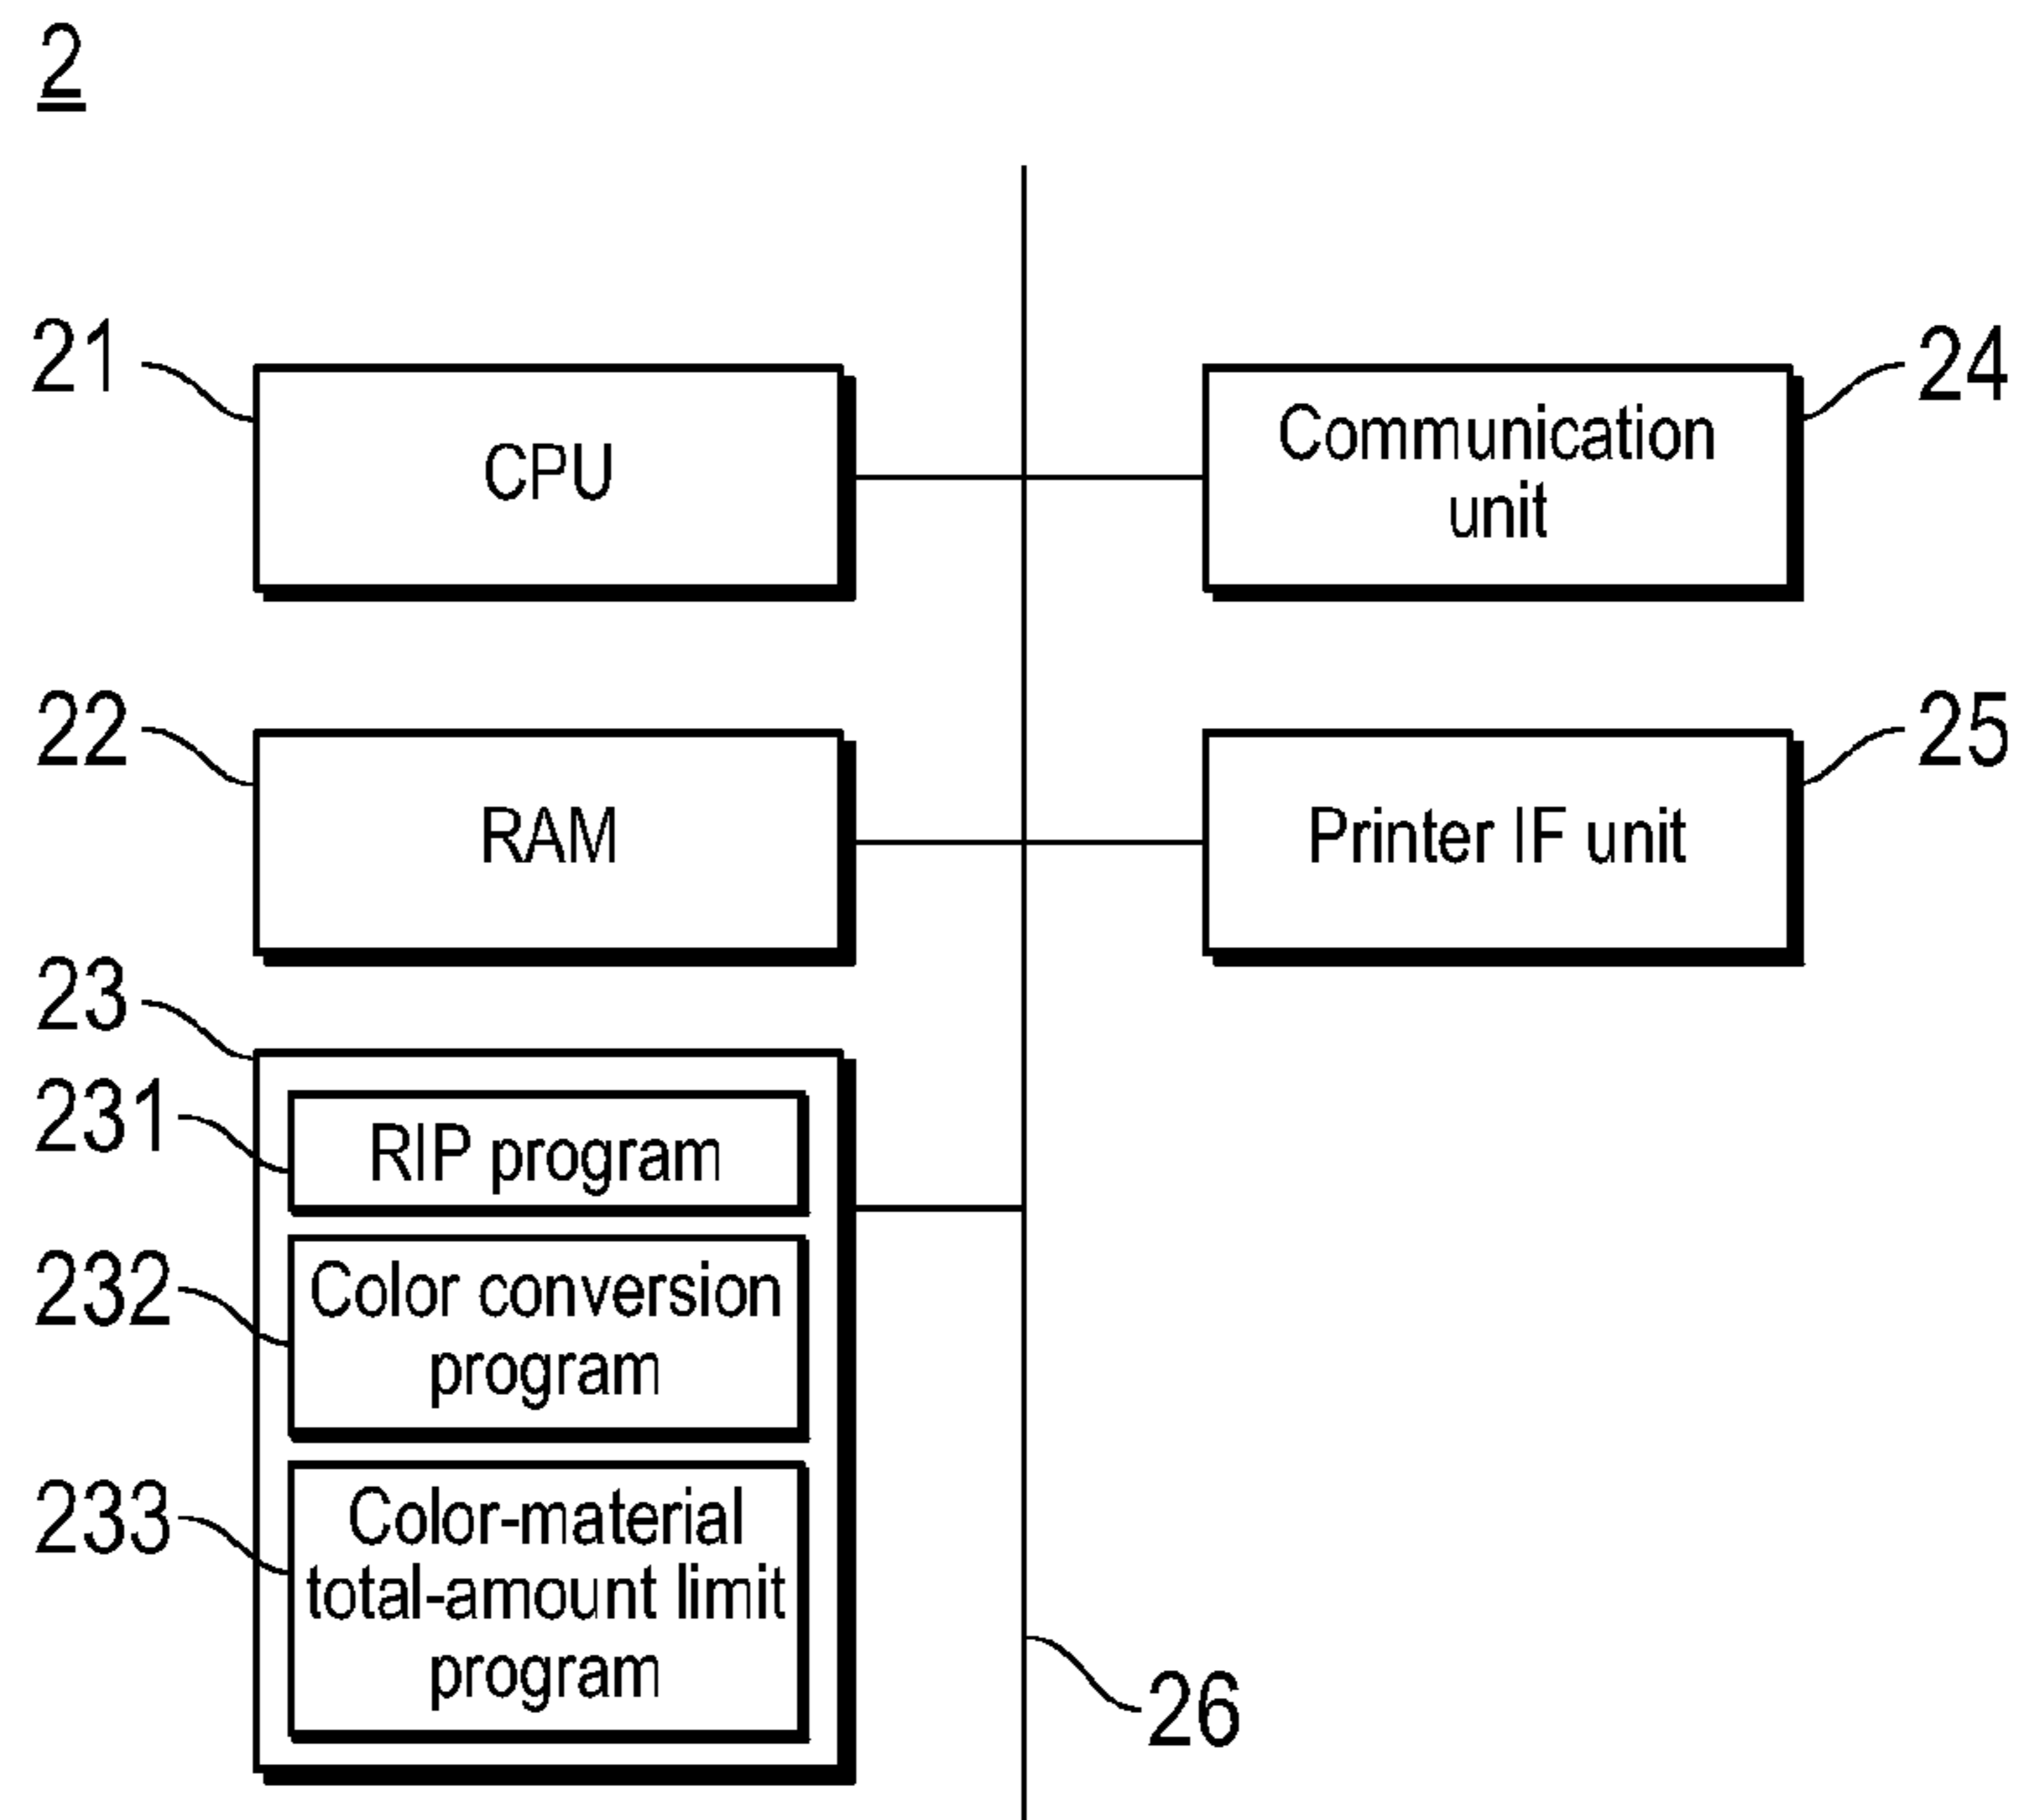 2
21
CPU
24
Communication
unit
22
RAM
25
Printer IF unit
23
231
RIP program
232
Color conversion
program
233
Color-material
total-amount limit
program
26